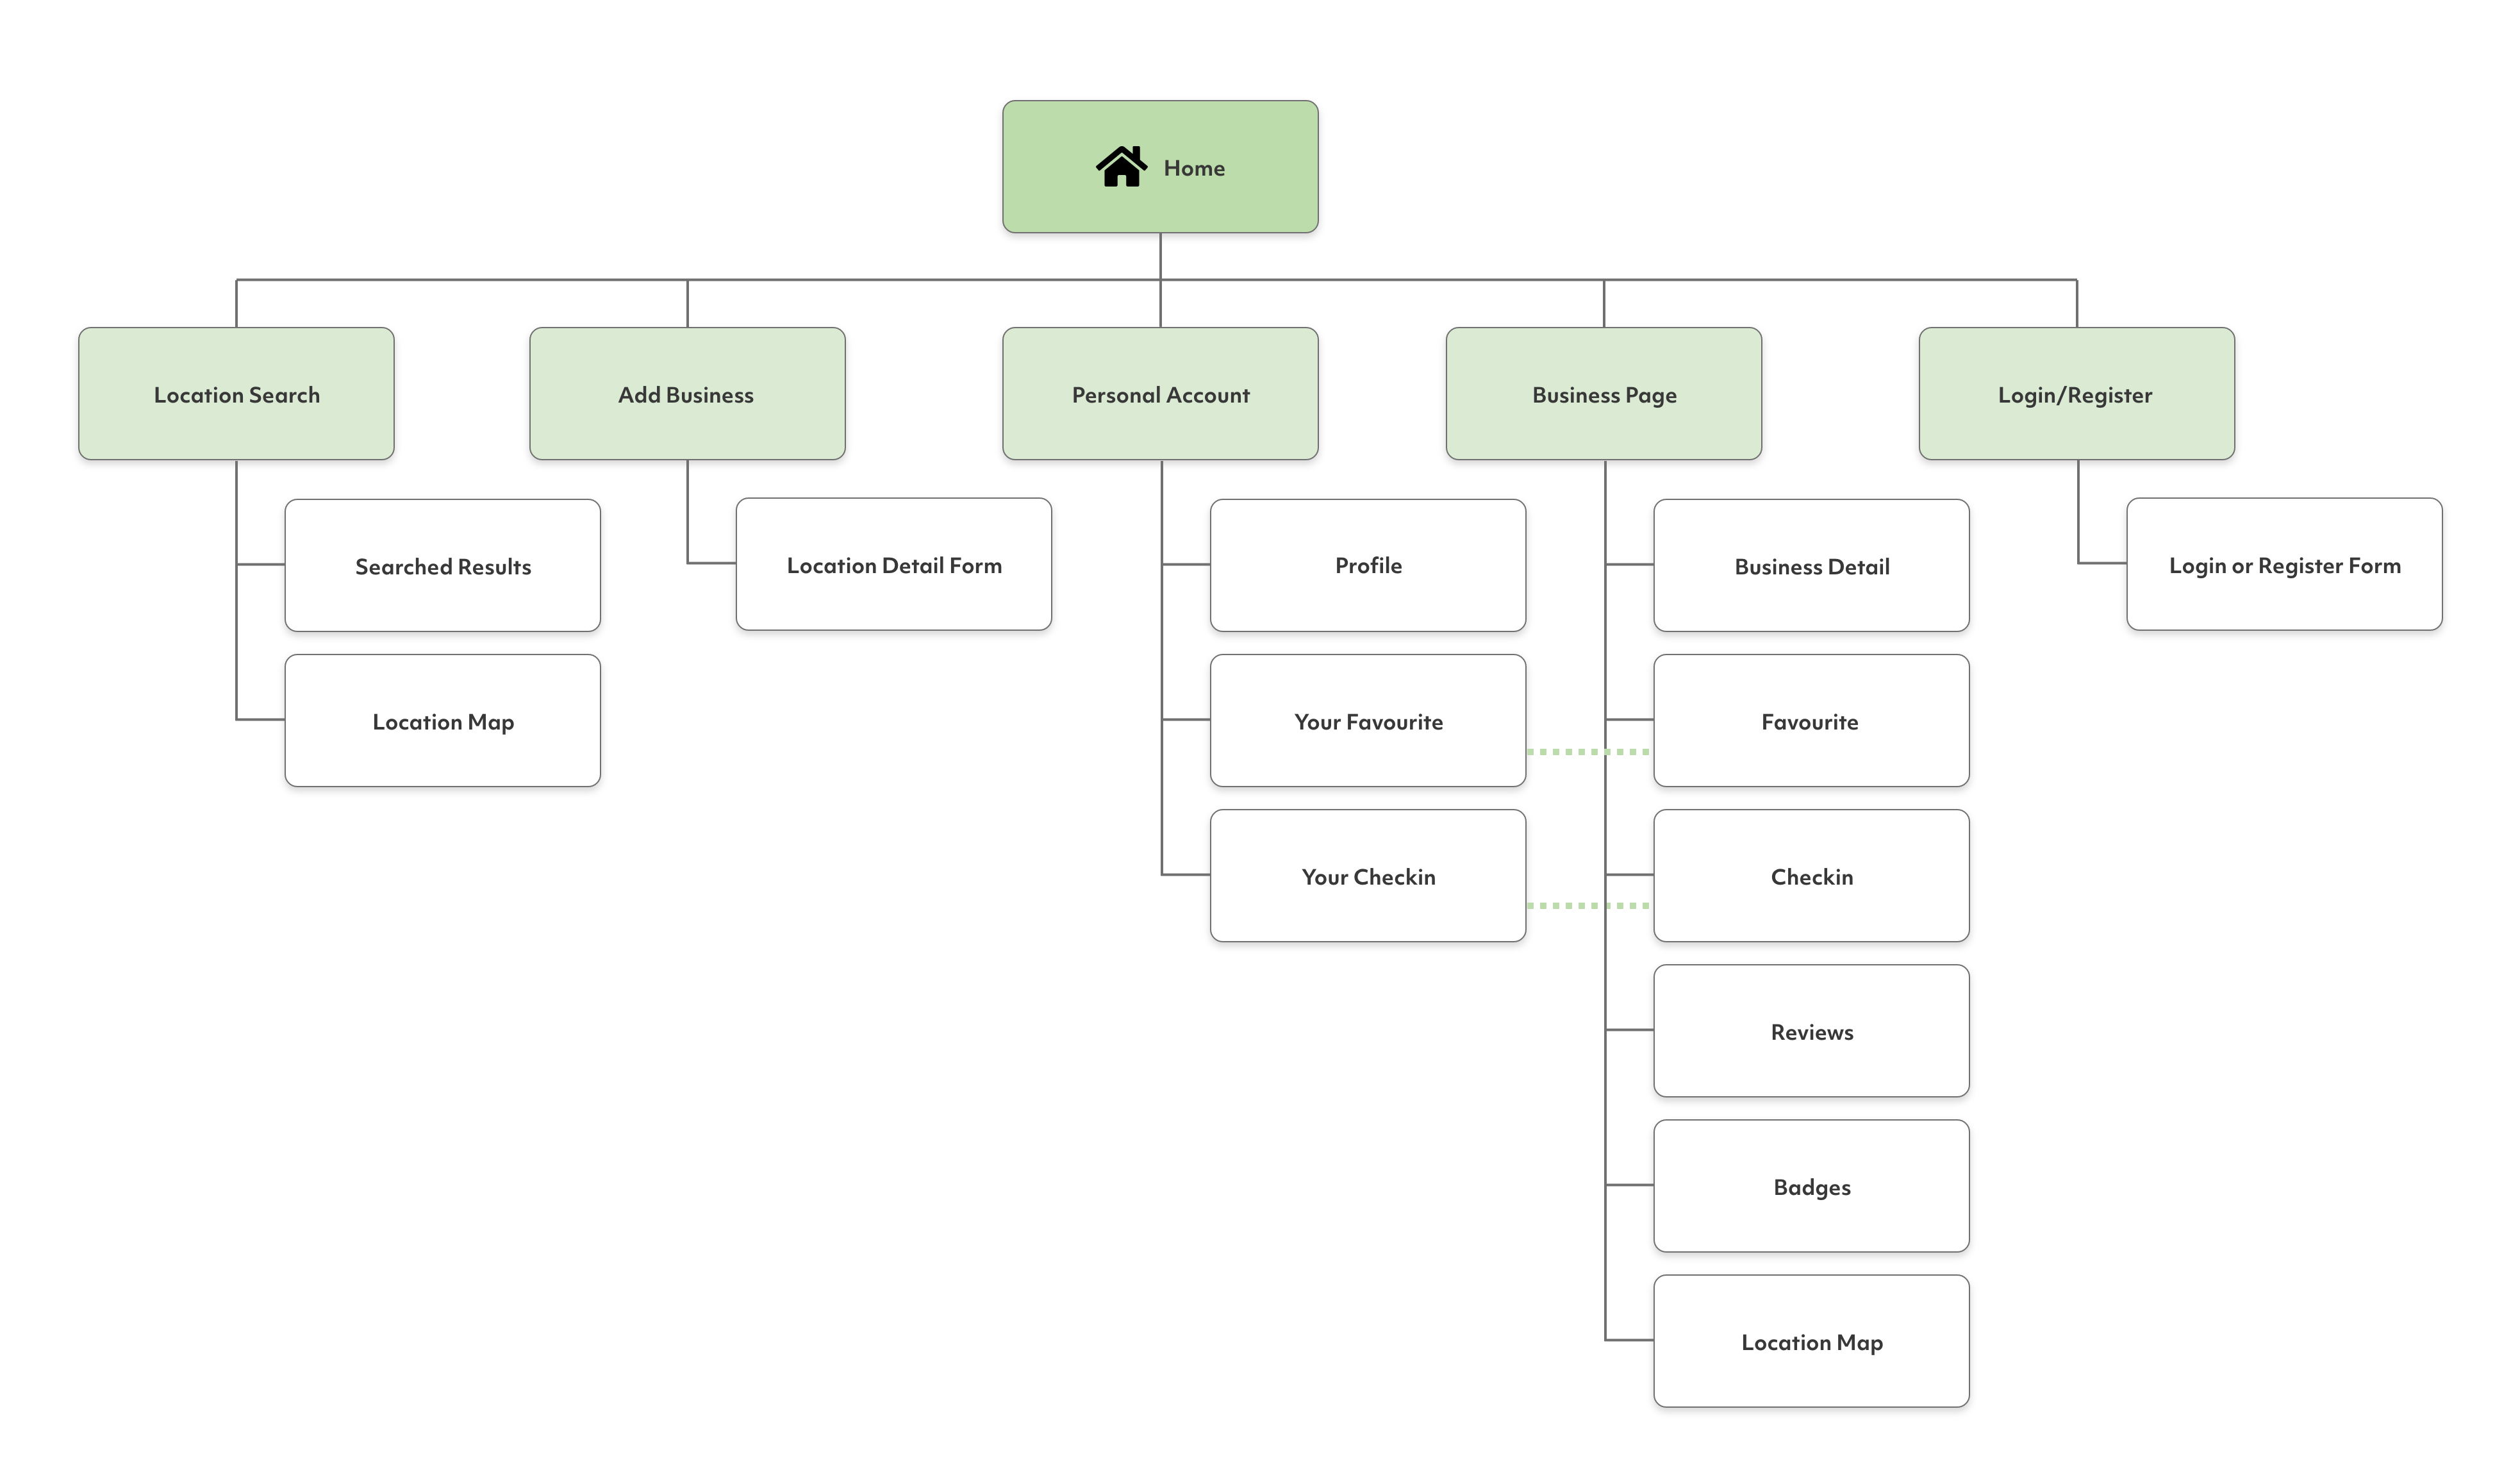 Home
Location Search
Add Business
Personal Account
Business Page
Login/Register
Searched Results
Location Detail Form
Profile
Business Detail
Login or Register Form
Location Map
Your Favourite
Favourite
Your Checkin
Checkin
Reviews
Badges
Location Map